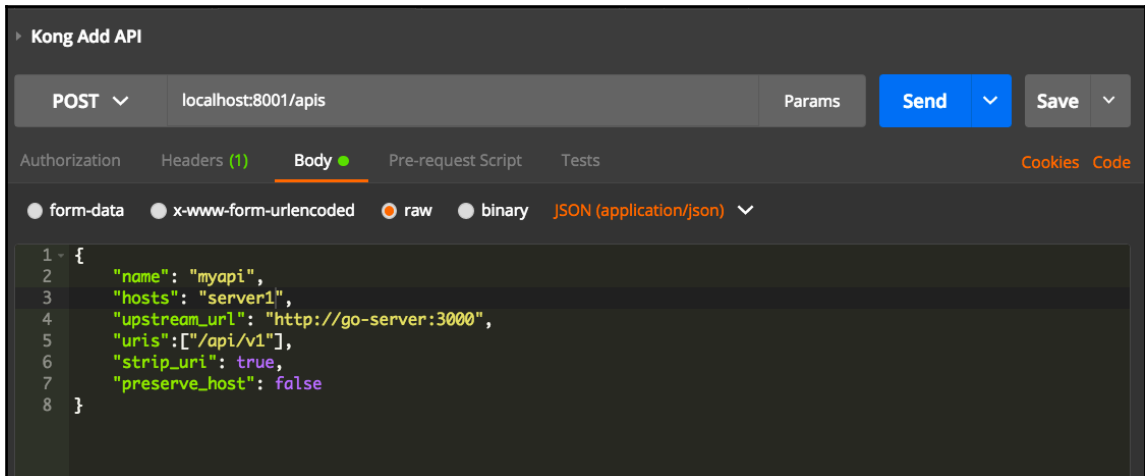 Kong Add API
POST localhost:8001/apis Params Send Save
Authorization Headers (1) Body Pre-request Script Tests Cookies Code
form-data x-www-form-urlencoded raw binary JSON (application/json)
1 {
2 "name": "myapi",
3 "hosts": "server1",
4 "upstream_url": "http://go-server:3000",
5 "uris":["/api/v1"],
6 "strip_uri": true,
7 "preserve_host": false
8 }